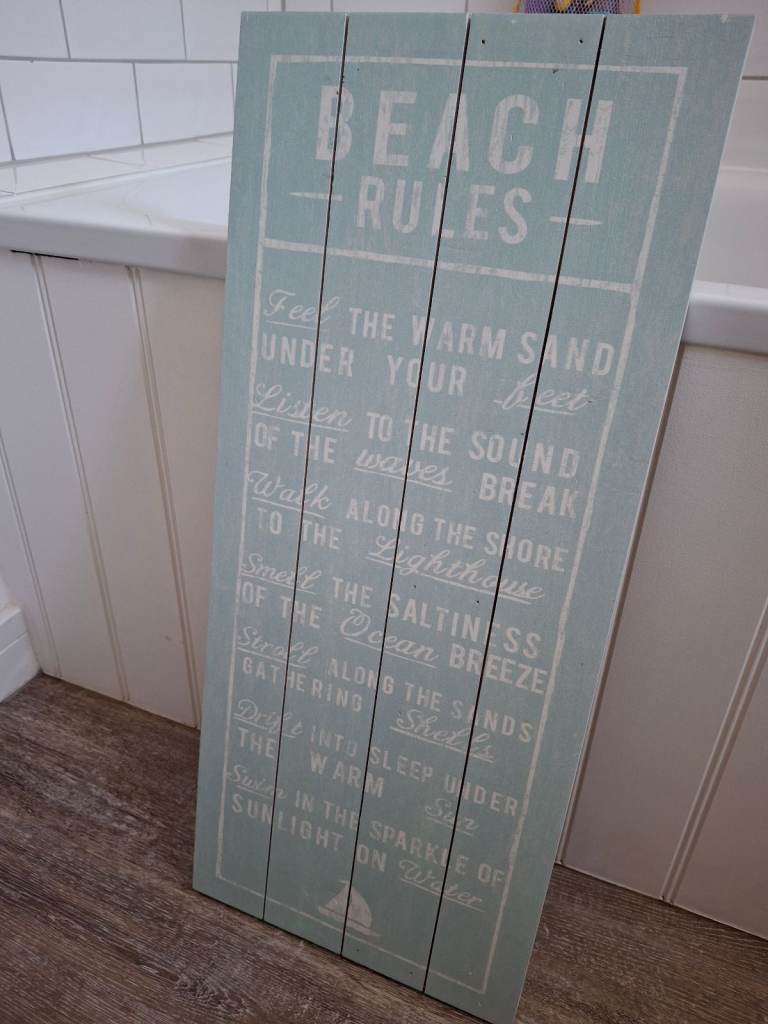 BEACH
RULES
Feel THE WARM SAND
UNDER YOUR feet
Listen TO THE SOUND
OF THE waves BREAK
Walk ALONG THE SHORE
TO THE Lighthouse
Smell THE SALTINESS
OF THE Ocean BREEZE
Stroll ALONG THE SANDS
GATHERING Shells
Drift INTO SLEEP UNDER
THE WARM Sun
Swim IN THE SPARKLE OF
SUNLIGHT ON Water